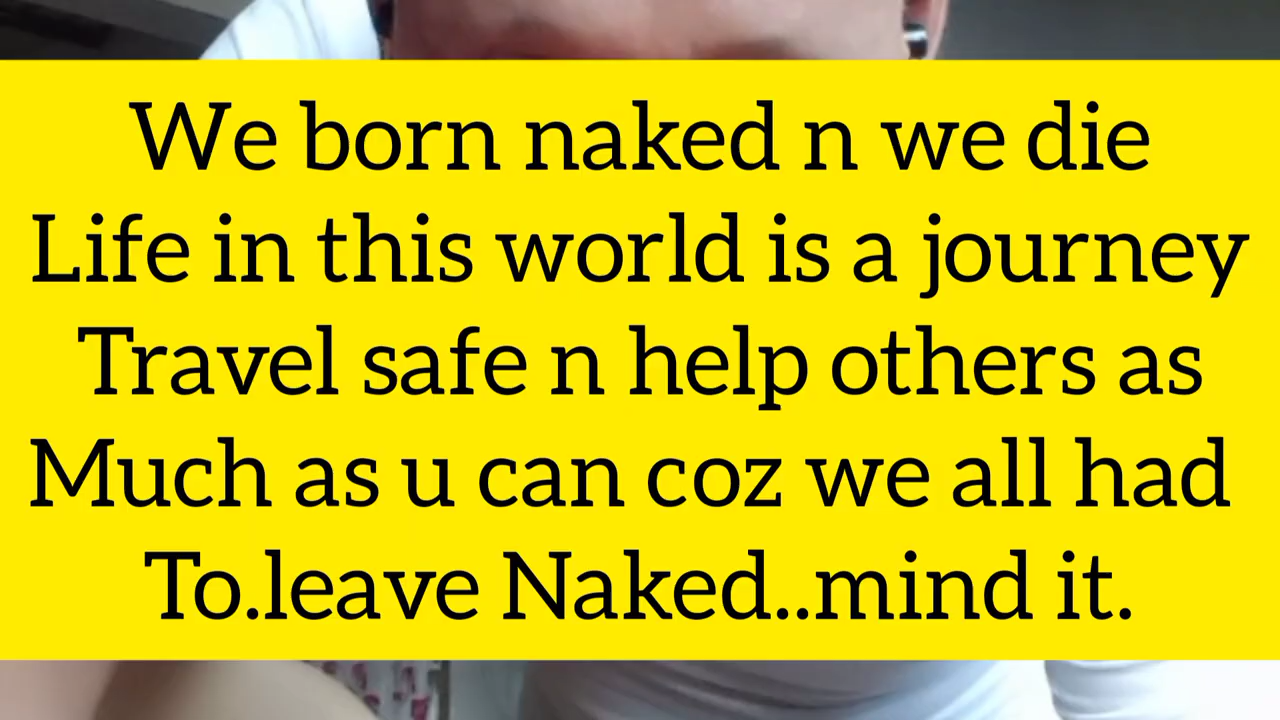 We born naked n we die
Life in this world is a journey
Travel safe n help others as
Much as u can coz we all had
To.leave Naked..mind it.